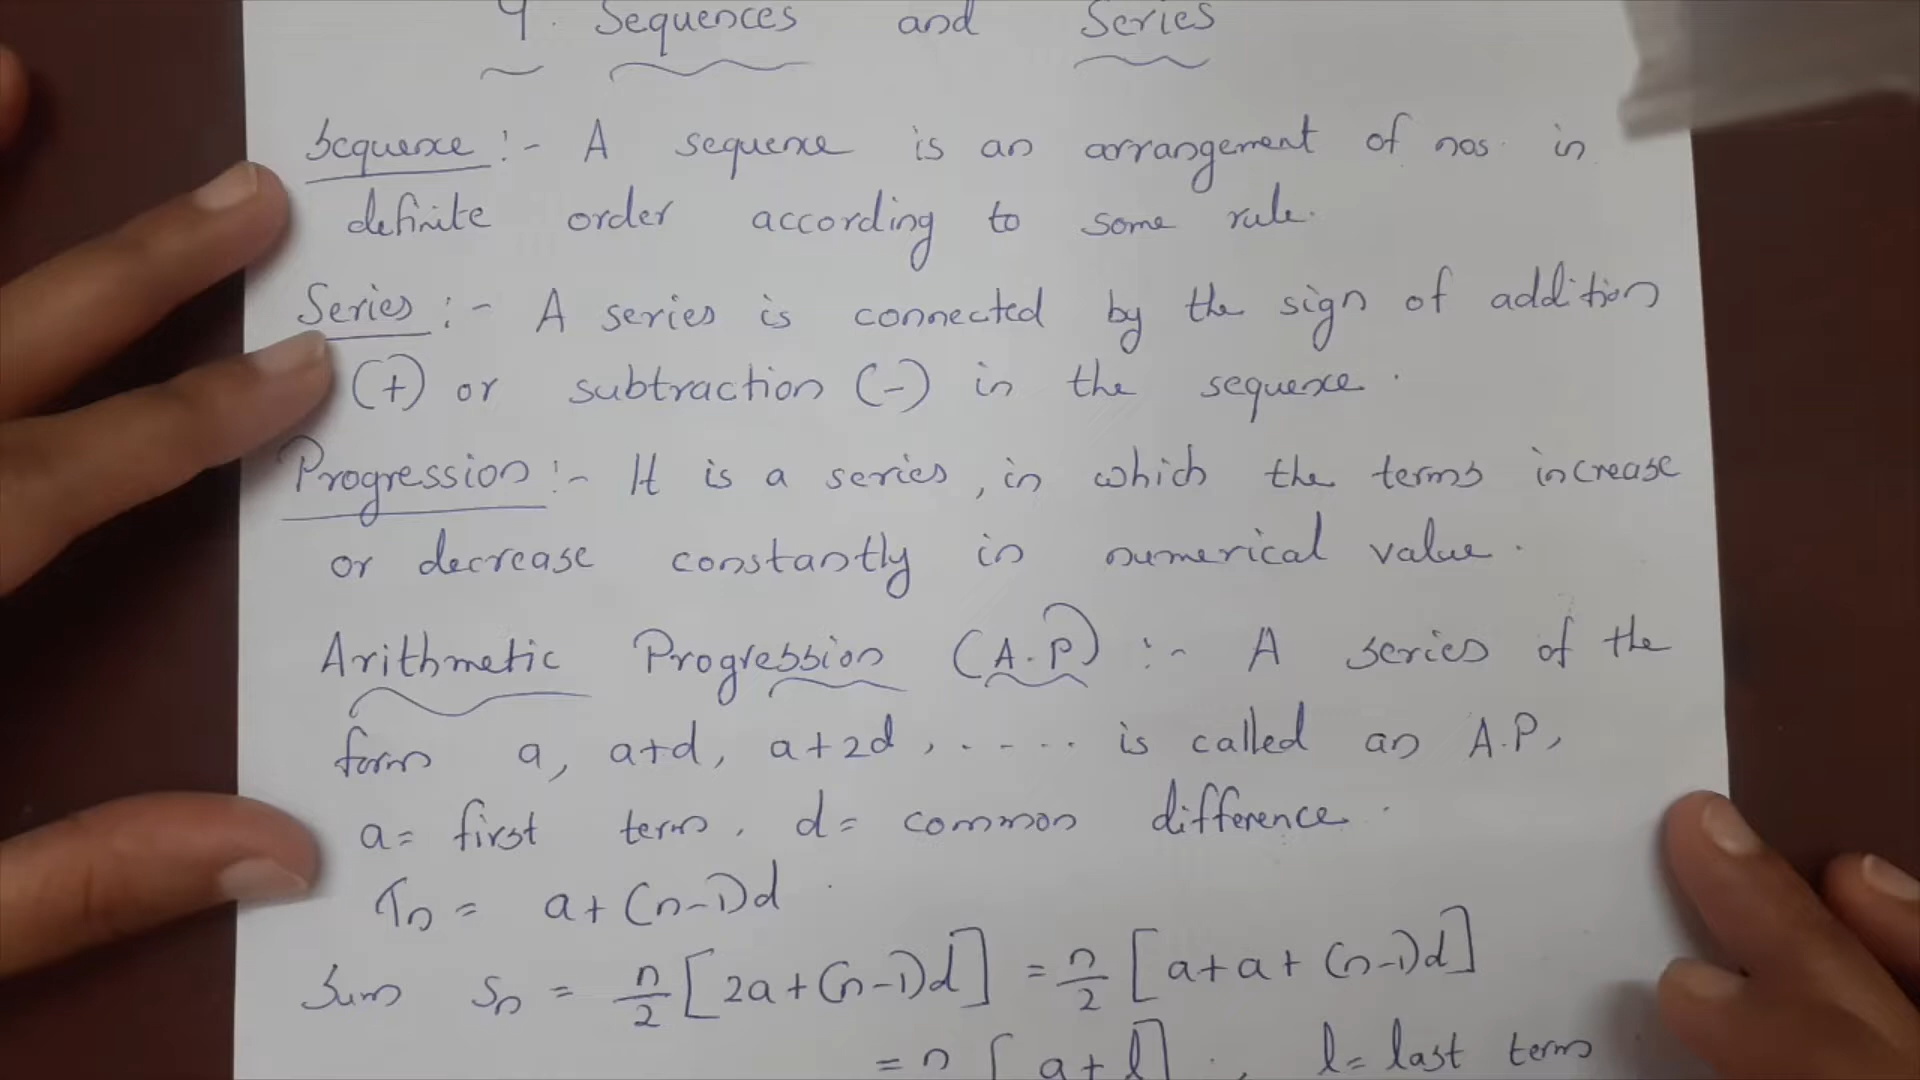 9. Sequences and Series
Sequence :- A sequence is an arrangement of nos. in
definite order according to some rule.
Series :- A series is connected by the sign of addition
(+) or subtraction (-) in the sequence.
Progression :- It is a series, in which the terms increase
or decrease constantly in numerical value.
Arithmetic Progression (A.P) :- A series of the
form a, a+d, a+2d, ..... is called an A.P,
a = first term, d = common difference.
Tn = a+(n-1)d
Sum Sn = n/2 [2a+(n-1)d] = n/2 [a+a+(n-1)d]
= n [a+l], l = last term